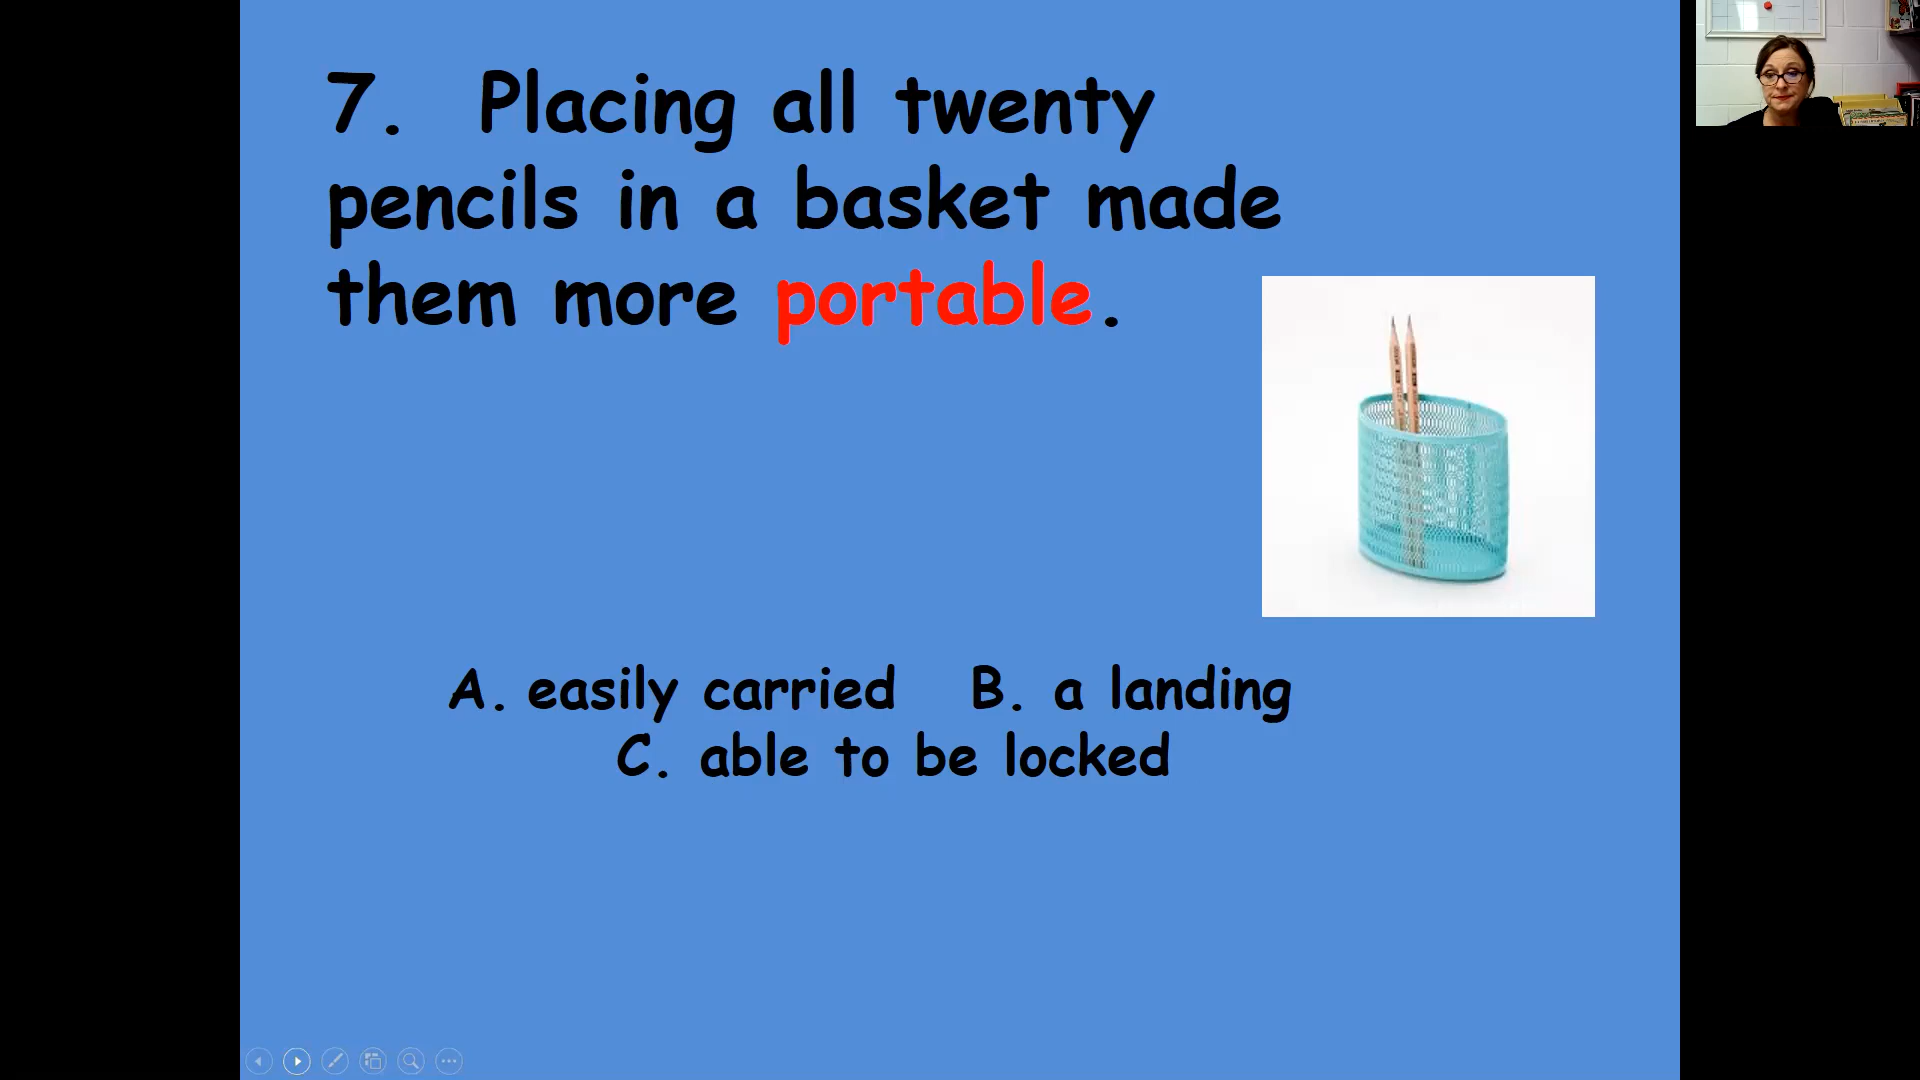 7. Placing all twenty
pencils in a basket made
them more portable.
A. easily carried B. a landing
C. able to be locked